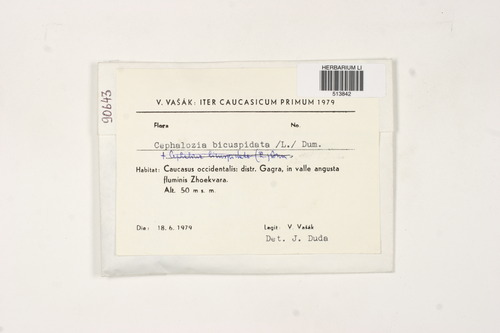 HERBARIUM LI
513842
90643
V. VAŠÁK: ITER CAUCASICUM PRIMUM 1979
Flora No.
Cephalozia bicuspidata /L./ Dum.
Habitat: Caucasus occidentalis: distr. Gagra, in valle angusta
fluminis Zhoekvara.
Alt. 50 m s. m.
Die: 18. 6. 1979 Legit: V. Vašák
Det. J. Duda